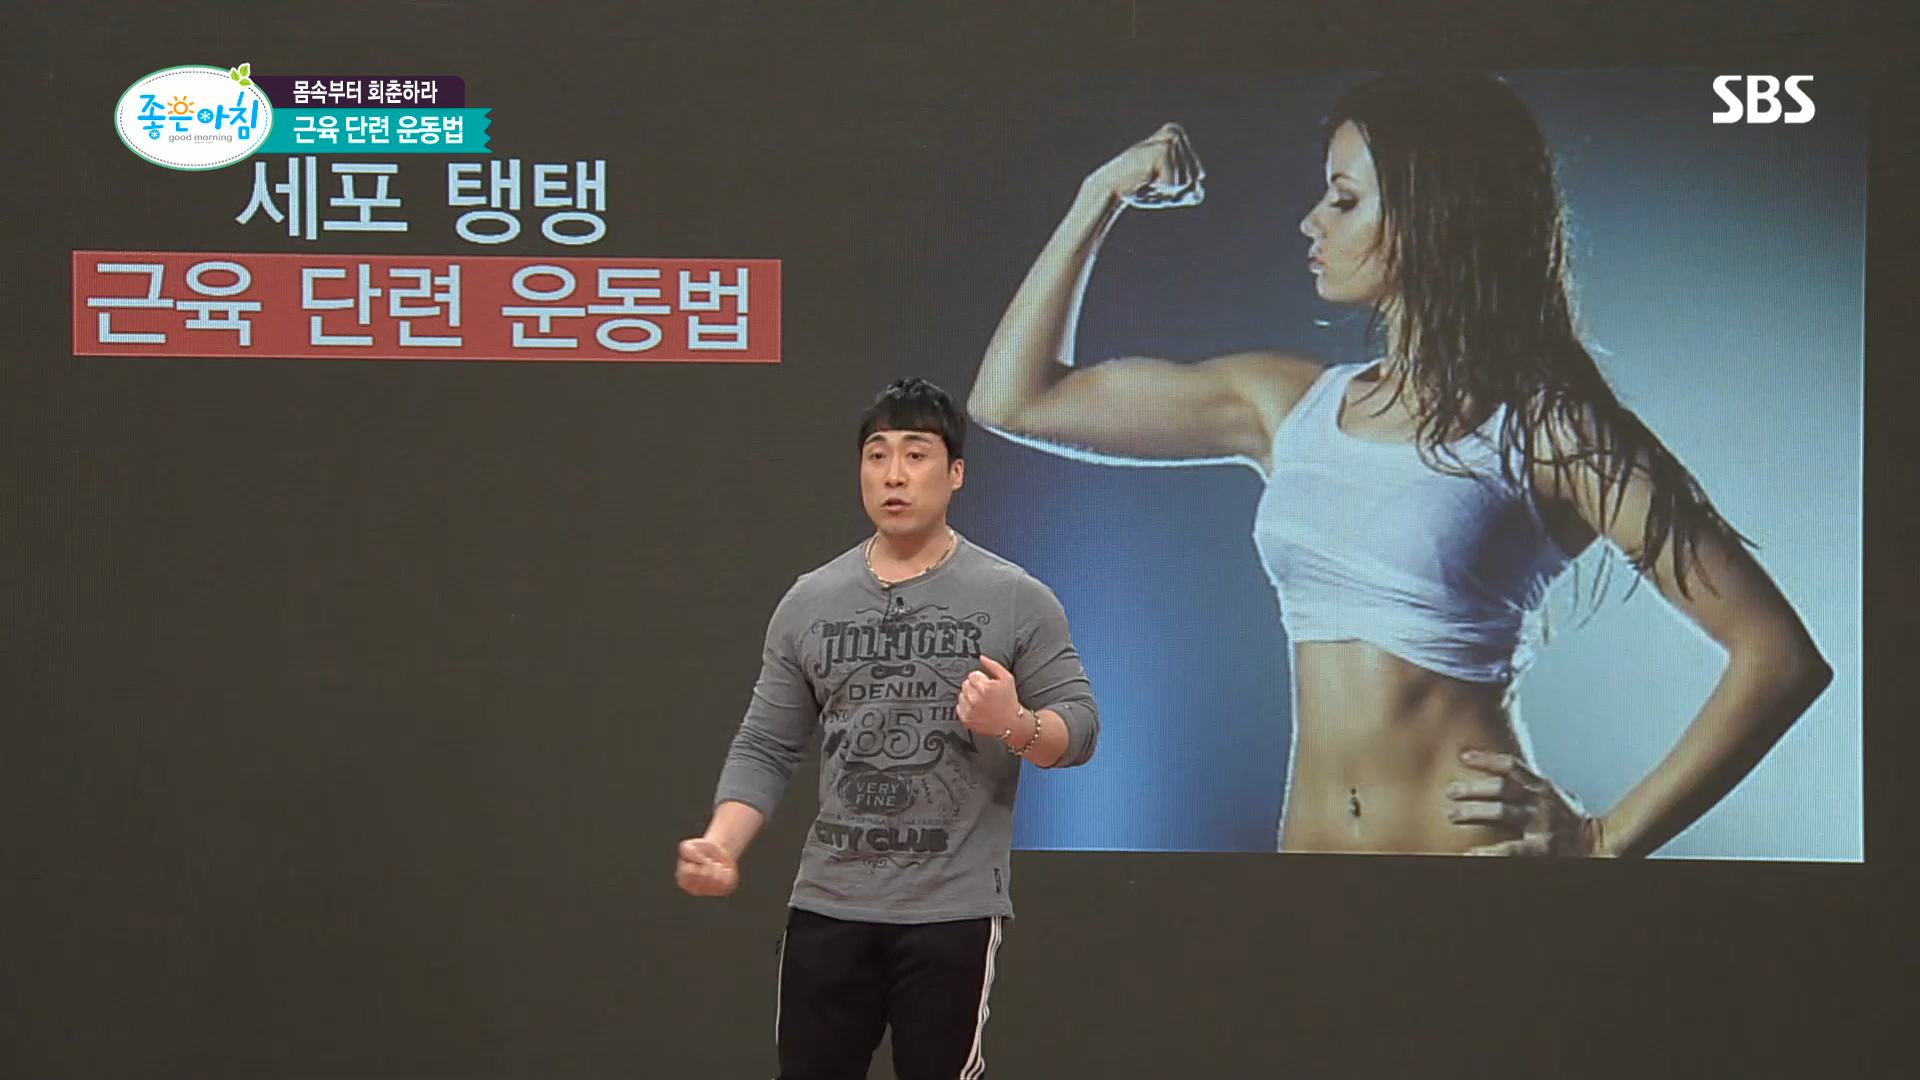 몸속부터 회춘하라
좋은아침
good morning
근육 단련 운동법
SBS
세포 탱탱
근육 단련 운동법
HILFIGER
DENIM
85
VERY
FINE
CITY CLUB